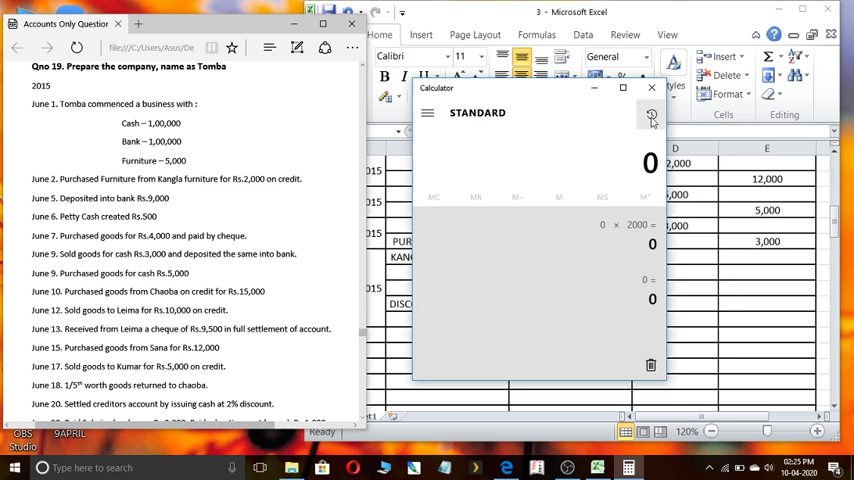 Accounts Only Question
file:///C:/Users/Asus/De
Qno 19. Prepare the company, name as Tomba
2015
June 1. Tomba commenced a business with :
Cash – 1,00,000
Bank – 1,00,000
Furniture – 5,000
June 2. Purchased Furniture from Kangla furniture for Rs.2,000 on credit.
June 5. Deposited into bank Rs.9,000
June 6. Petty Cash created Rs.500
June 7. Purchased goods for Rs.4,000 and paid by cheque.
June 9. Sold goods for cash Rs.3,000 and deposited the same into bank.
June 9. Purchased goods for cash Rs.5,000
June 10. Purchased goods from Chaoba on credit for Rs.15,000
June 12. Sold goods to Leima for Rs.10,000 on credit.
June 13. Received from Leima a cheque of Rs.9,500 in full settlement of account.
June 15. Purchased goods from Sana for Rs.12,000
June 17. Sold goods to Kumar for Rs.5,000 on credit.
June 18. 1/5th worth goods returned to chaoba.
June 20. Settled creditors account by issuing cash at 2% discount.
3 - Microsoft Excel
Home Insert Page Layout Formulas Data Review View
Calibri 11 General
B I U
Insert
Delete
Format
Styles
Cells
Editing
D E
2,000
2015 12,000
5,000
2015 5,000
3,000
2015
PUR 3,000
KANG
2015
DISCO
Calculator
STANDARD
0
MC MR M+ M- MS M˅
0 × 2000 =
0
0 =
0
Ready
120%
OBS Studio
9APRIL
Type here to search
02:25 PM
10-04-2020
4